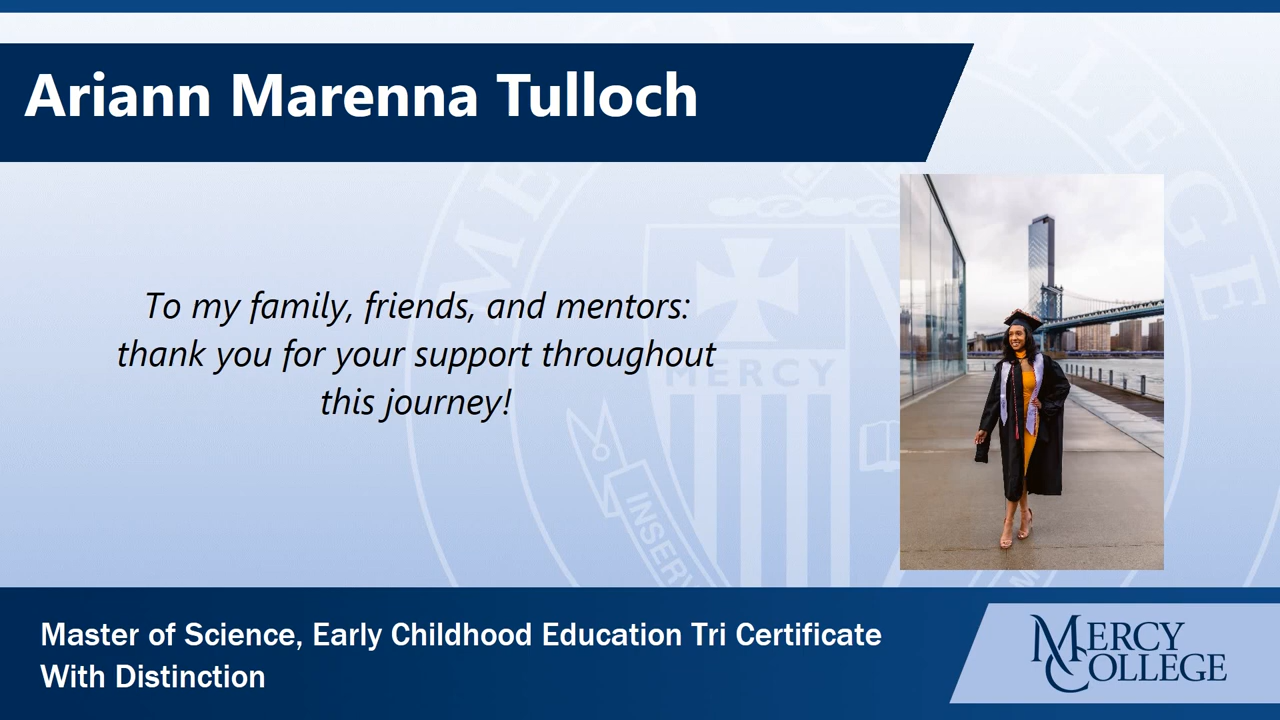 Ariann Marenna Tulloch
To my family, friends, and mentors:
thank you for your support throughout
this journey!
MERCY
Master of Science, Early Childhood Education Tri Certificate
With Distinction
MERCY
COLLEGE